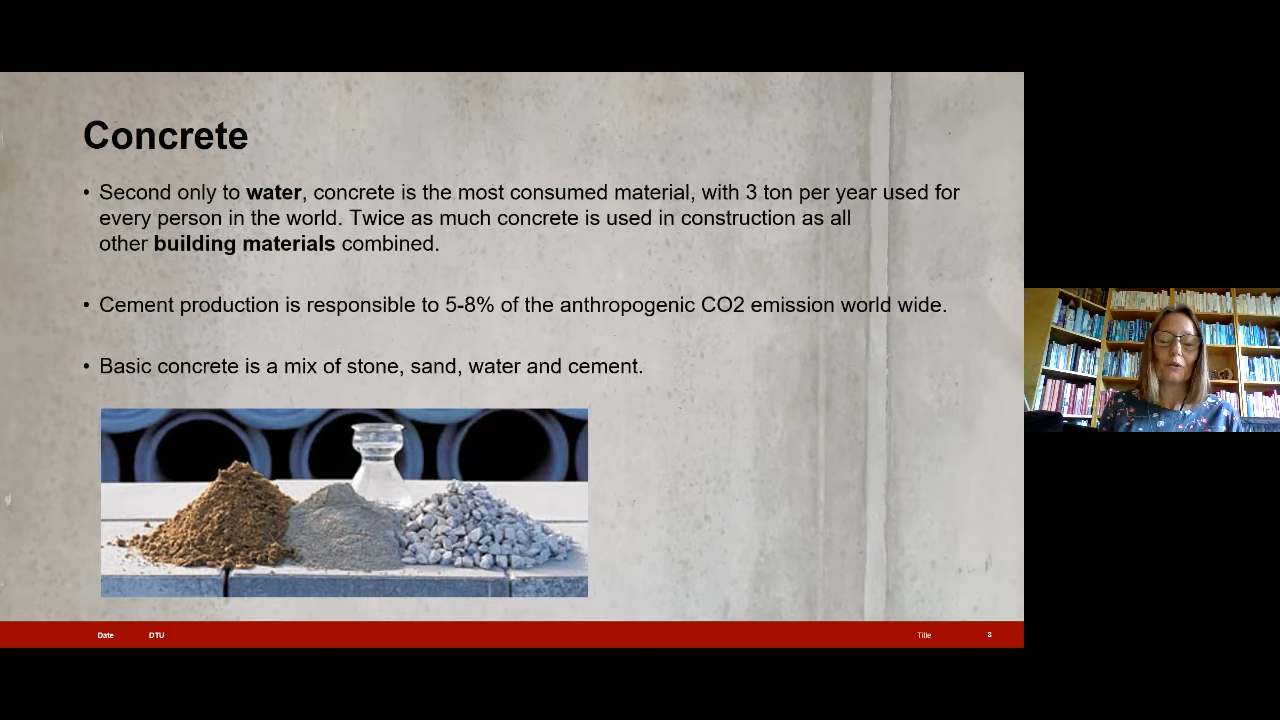 Concrete
• Second only to water, concrete is the most consumed material, with 3 ton per year used for
every person in the world. Twice as much concrete is used in construction as all
other building materials combined.
• Cement production is responsible to 5-8% of the anthropogenic CO2 emission world wide.
• Basic concrete is a mix of stone, sand, water and cement.
Date DTU Title 3